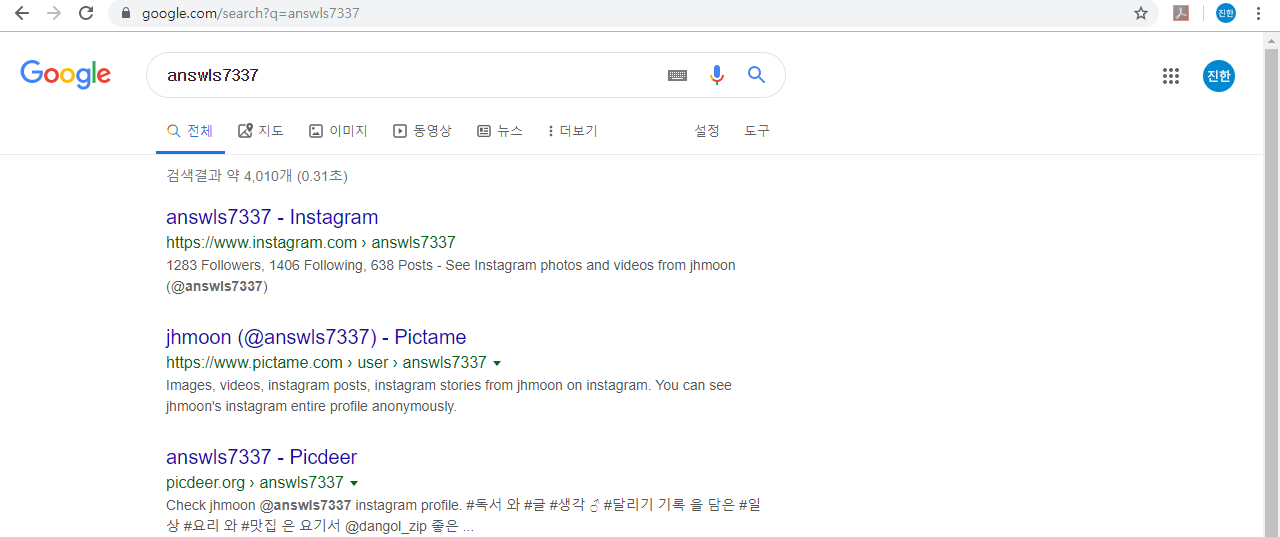 google.com/search?q=answls7337
진한
Google
answls7337
진한
전체 지도 이미지 동영상 뉴스 더보기 설정 도구
검색결과 약 4,010개 (0.31초)
answls7337 - Instagram
https://www.instagram.com › answls7337
1283 Followers, 1406 Following, 638 Posts - See Instagram photos and videos from jhmoon
(@answls7337)
jhmoon (@answls7337) - Pictame
https://www.pictame.com › user › answls7337
Images, videos, instagram posts, instagram stories from jhmoon on instagram. You can see
jhmoon's instagram entire profile anonymously.
answls7337 - Picdeer
picdeer.org › answls7337
Check jhmoon @answls7337 instagram profile. #독서 와 #글 #생각 #달리기 기록 을 담은 #일
상 #요리 와 #맛집 은 요기서 @dangol_zip 좋은 ...